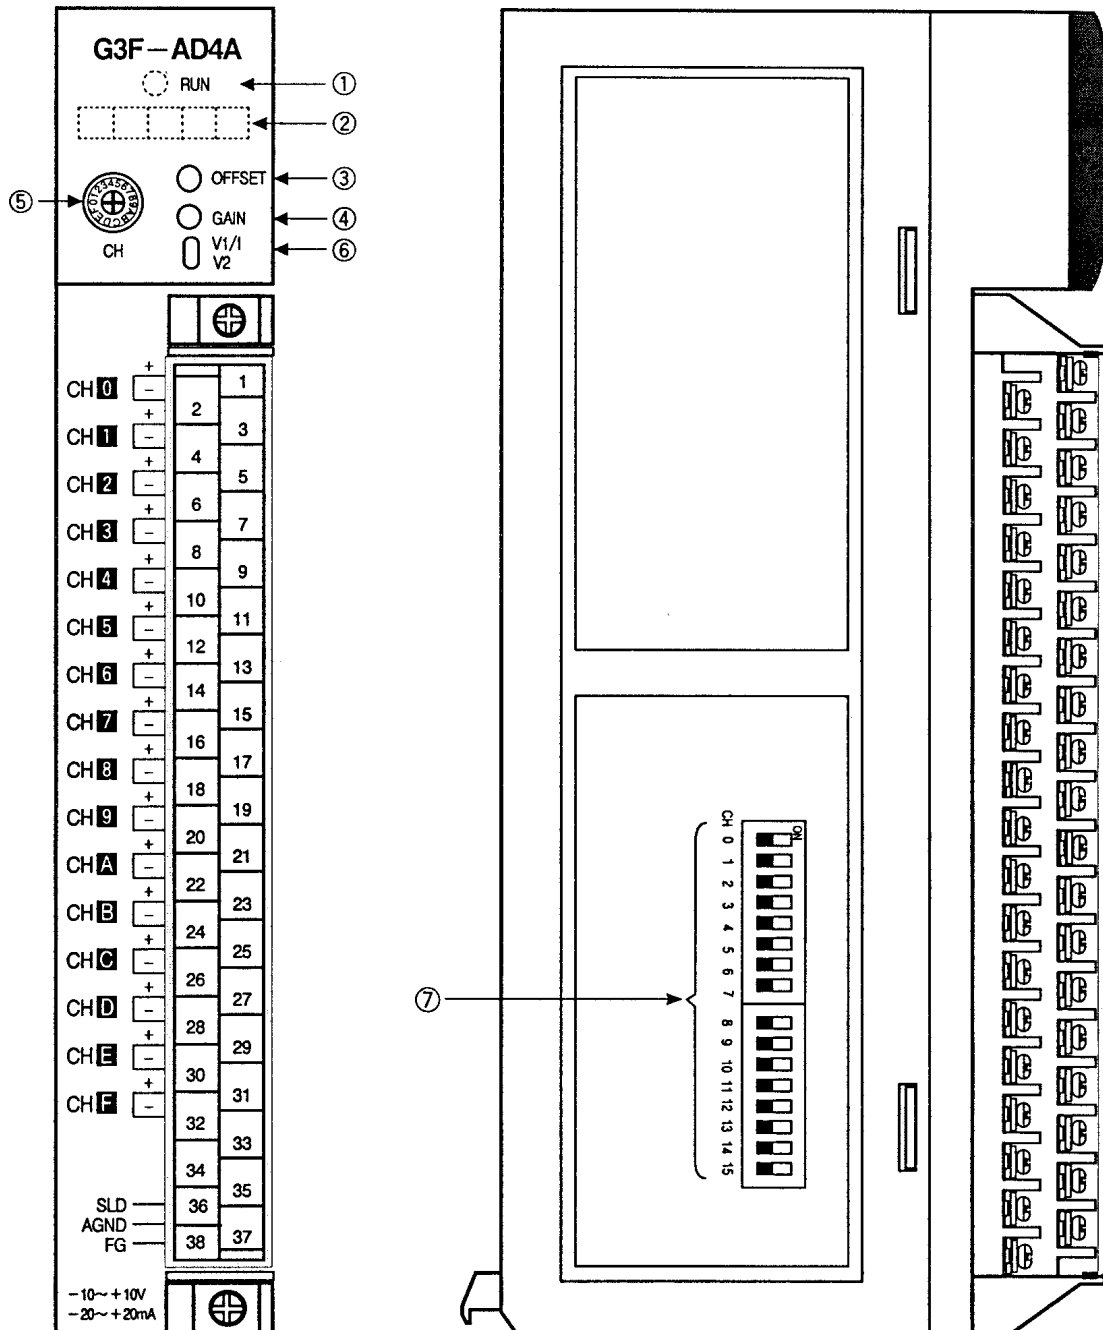 G3F-AD4A
RUN ①
②
OFFSET ③
⑤ 0123456789ABCDEF
GAIN ④
CH
V1/I ⑥
V2
+
CH 0 − 1
2
+
CH 1 − 3
4
+
CH 2 − 5
6
+
CH 3 − 7
8
+
CH 4 − 9
10
+
CH 5 − 11
12
+
CH 6 − 13
14
+
CH 7 − 15
16
+
CH 8 − 17
18
+
CH 9 − 19
20
+
CH A − 21
22
+
CH B − 23
24
+
CH C − 25
26
+
CH D − 27
28
+
CH E − 29
30
+
CH F − 31
32
33
34
35
SLD 36
AGND 37
FG 38
−10~+10V
−20~+20mA
⑦
CH 0 1 2 3 4 5 6 7 8 9 10 11 12 13 14 15
ON